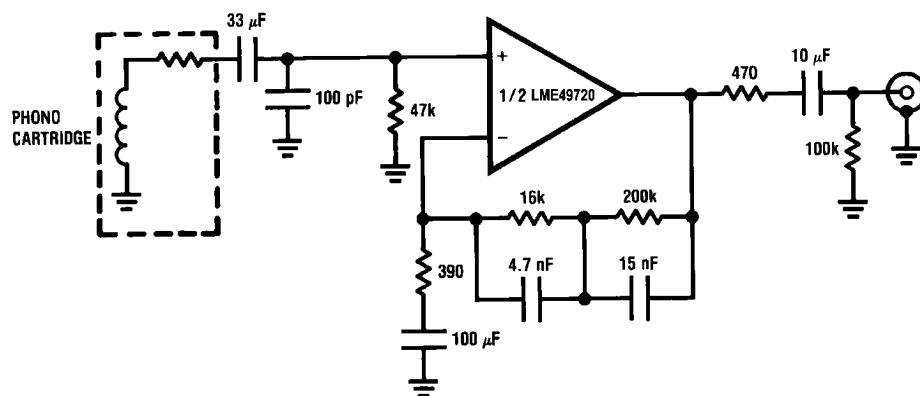 33 μF
10 μF
470
+
1/2 LME49720
100 pF
47k
PHONO
CARTRIDGE
−
100k
16k
200k
390
4.7 nF
15 nF
100 μF